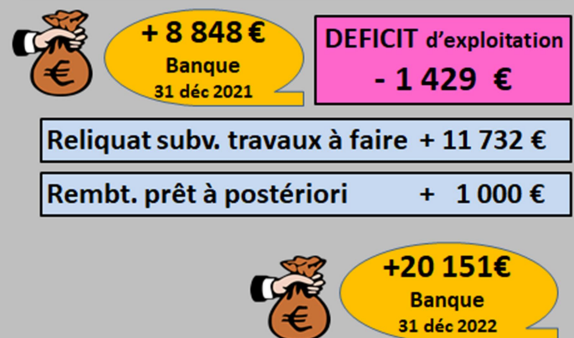 + 8 848 €
Banque
31 déc 2021
DEFICIT d’exploitation
- 1 429 €
Reliquat subv. travaux à faire + 11 732 €
Rembt. prêt à postériori + 1 000 €
+20 151€
Banque
31 déc 2022